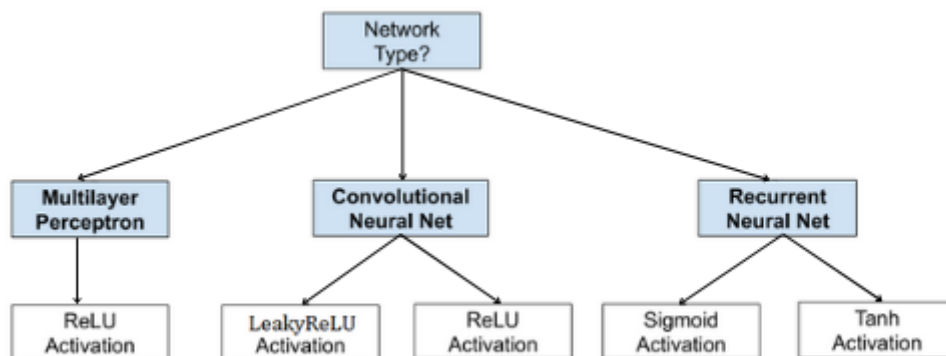 Network
Type?
Multilayer
Perceptron
Convolutional
Neural Net
Recurrent
Neural Net
ReLU
Activation
LeakyReLU
Activation
ReLU
Activation
Sigmoid
Activation
Tanh
Activation